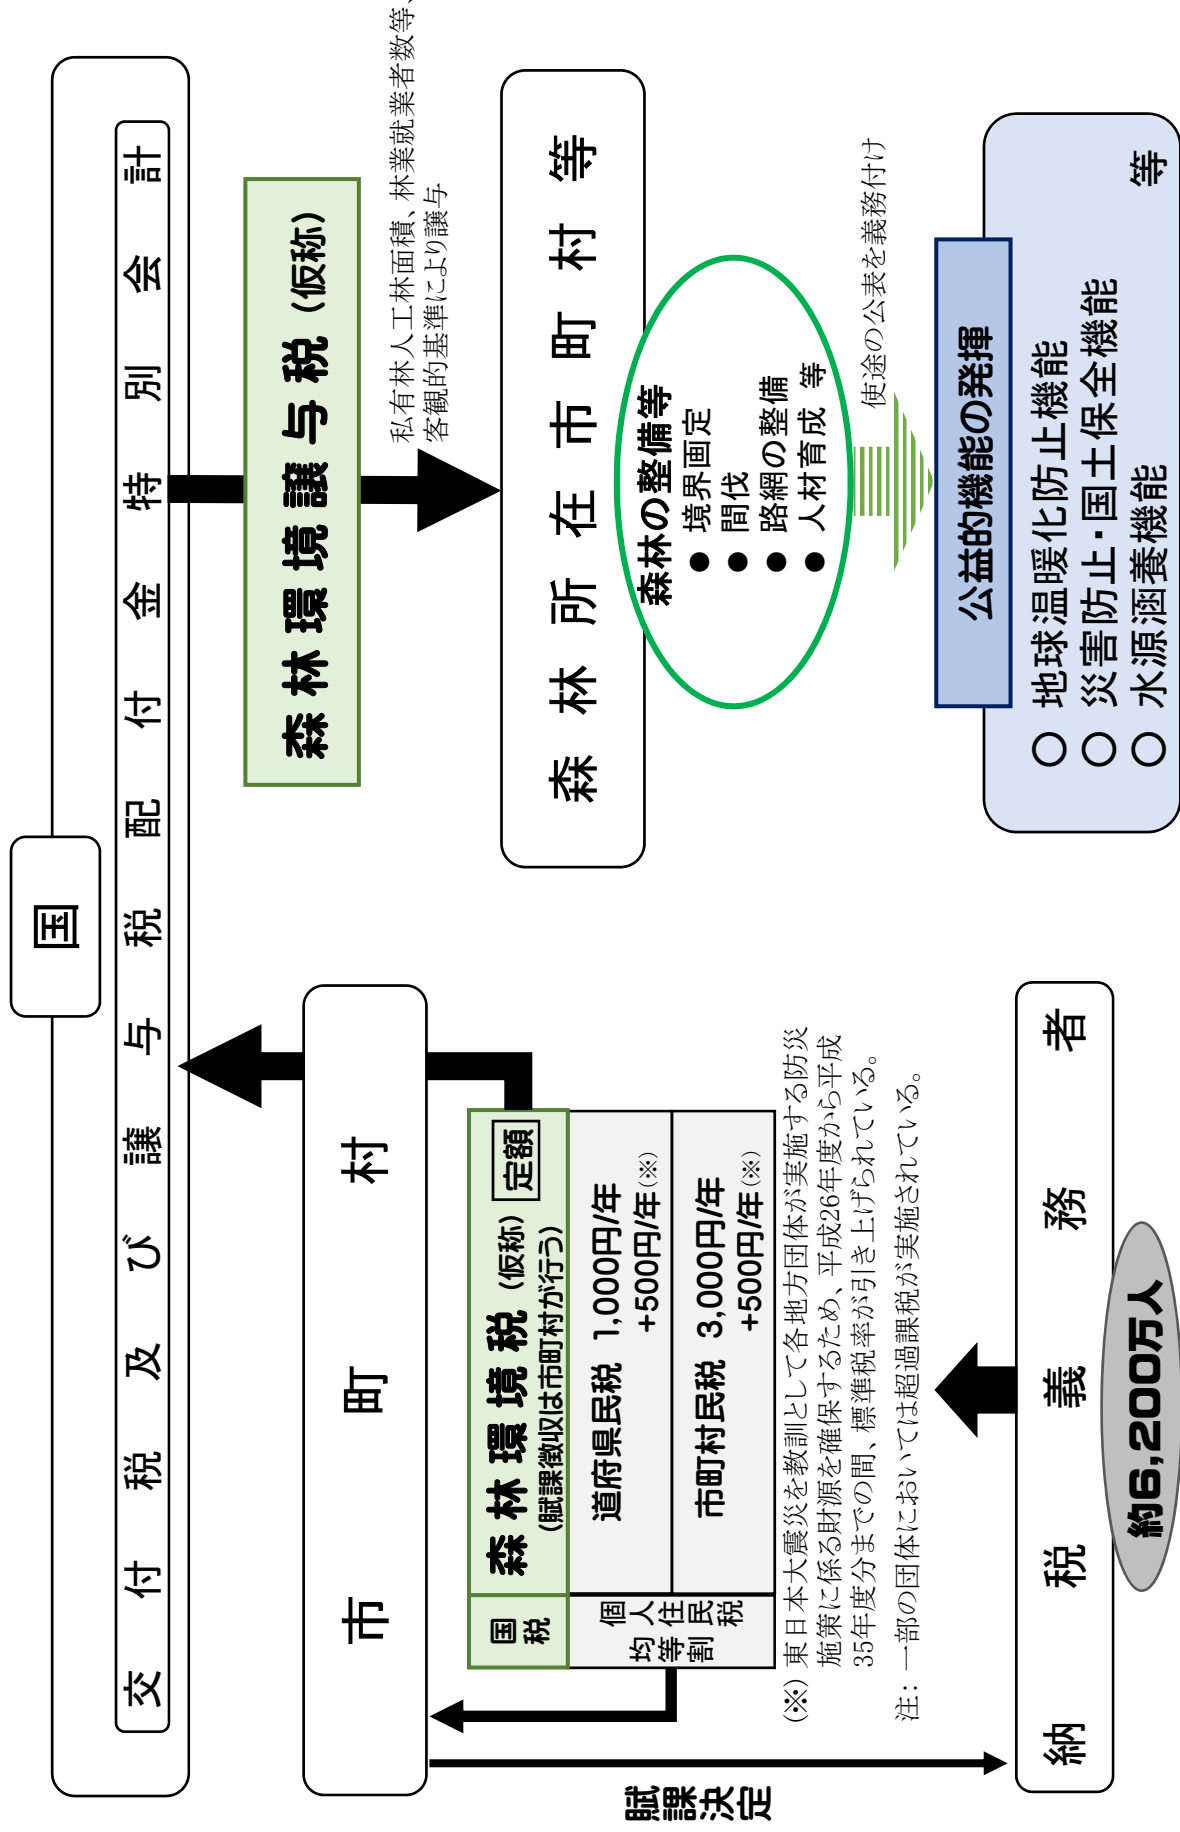 国
交付税及び譲与税配付金特別会計
市町村
国税
森林環境税（仮称）
（賦課徴収は市町村が行う）
定額
個人住民税
均等割
道府県民税 1,000円/年
+500円/年(※)
市町村民税 3,000円/年
+500円/年(※)
(※) 東日本大震災を教訓として各地方団体が実施する防災
施策に係る財源を確保するため、平成26年度から平成
35年度分までの間、標準税率が引き上げられている。
注：一部の団体においては超過課税が実施されている。
賦課決定
納税義務者
約6,200万人
森林環境譲与税（仮称）
私有林人工林面積、林業就業者数等、
客観的基準により譲与
森林所在市町村等
森林の整備等
● 境界画定
● 間伐
● 路網の整備
● 人材育成 等
使途の公表を義務付け
公益的機能の発揮
○ 地球温暖化防止機能
○ 災害防止・国土保全機能
○ 水源涵養機能 等